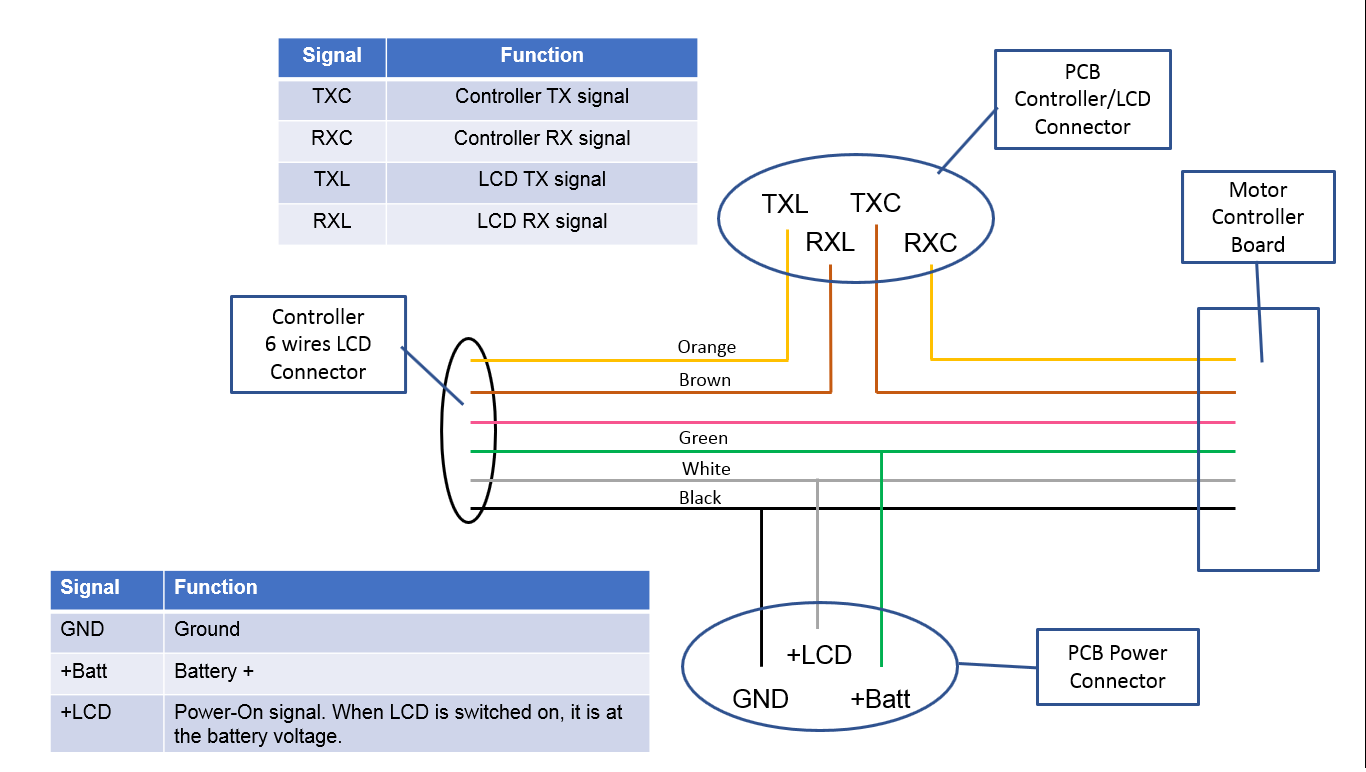 Signal Function
TXC Controller TX signal
RXC Controller RX signal
TXL LCD TX signal
RXL LCD RX signal
PCB
Controller/LCD
Connector
TXL TXC
RXL RXC
Motor
Controller
Board
Controller
6 wires LCD
Connector
Orange
Brown
Green
White
Black
Signal Function
GND Ground
+Batt Battery +
+LCD Power-On signal. When LCD is switched on, it is at
the battery voltage.
+LCD
GND +Batt
PCB Power
Connector